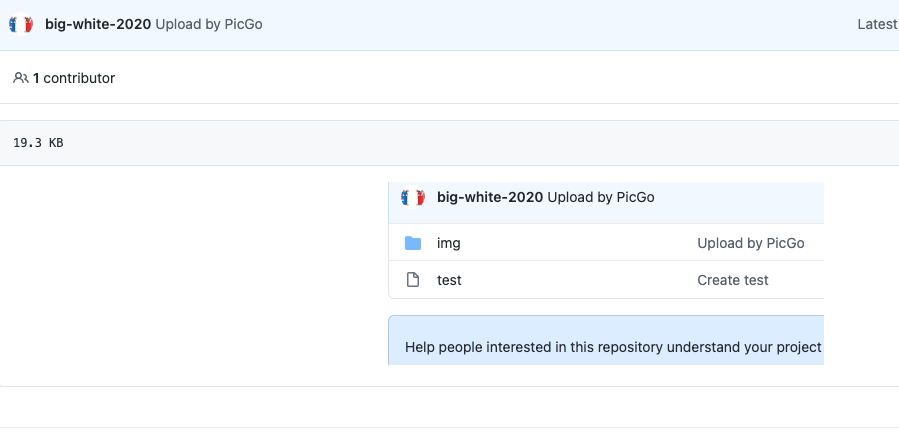 big-white-2020 Upload by PicGo Latest
1 contributor
19.3 KB
big-white-2020 Upload by PicGo
img Upload by PicGo
test Create test
Help people interested in this repository understand your project